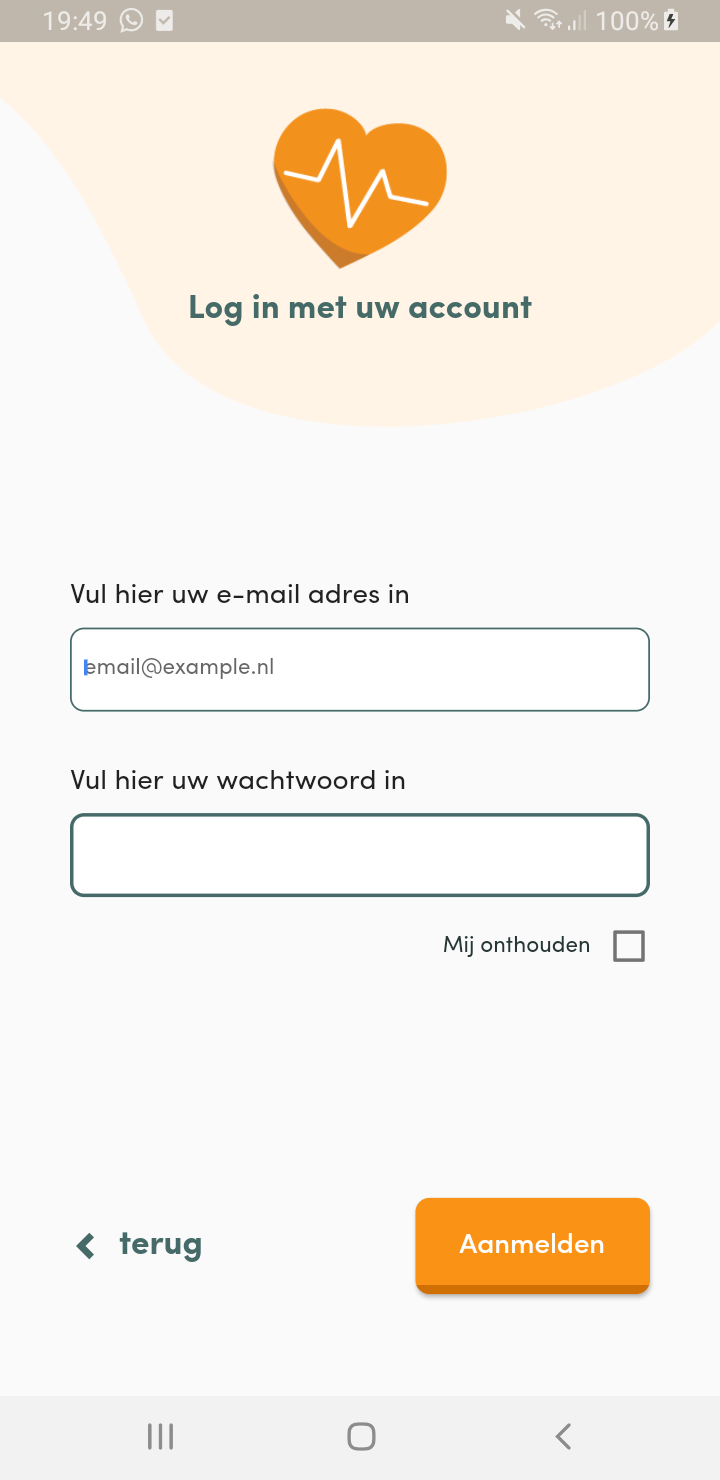 19:49
100%
Log in met uw account
Vul hier uw e-mail adres in
email@example.nl
Vul hier uw wachtwoord in
Mij onthouden
terug
Aanmelden